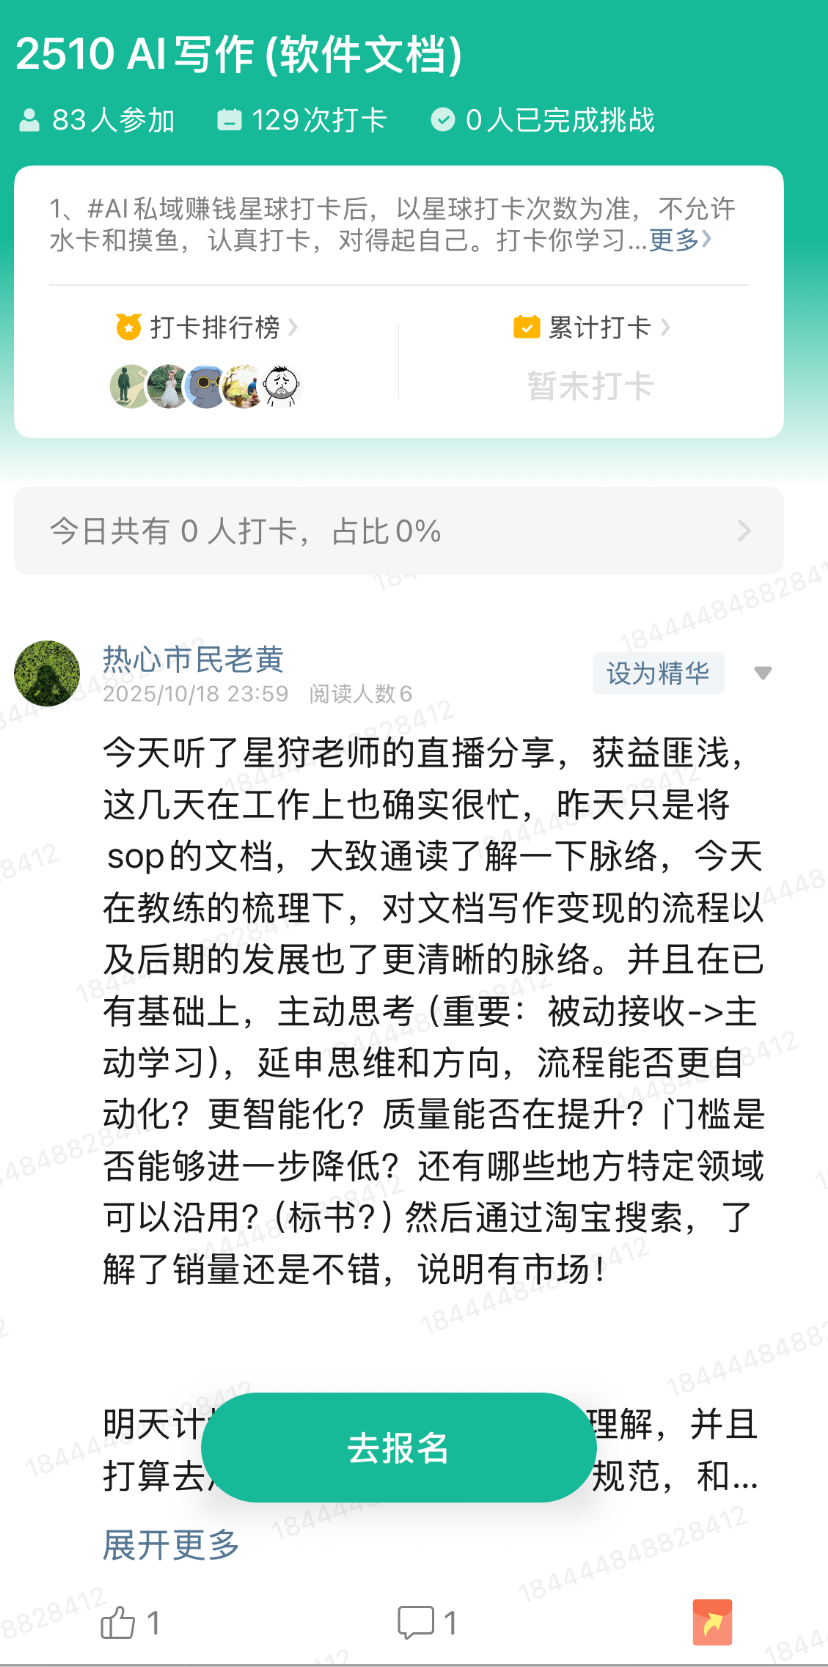 2510 AI写作 (软件文档)
83人参加 129次打卡 0人已完成挑战
1、#AI私域赚钱星球打卡后，以星球打卡次数为准，不允许
水卡和摸鱼，认真打卡，对得起自己。打卡你学习...更多
打卡排行榜
累计打卡
暂未打卡
今日共有 0 人打卡，占比0%
热心市民老黄
2025/10/18 23:59 阅读人数6
设为精华
今天听了星狩老师的直播分享，获益匪浅，
这几天在工作上也确实很忙，昨天只是将
sop的文档，大致通读了解一下脉络，今天
在教练的梳理下，对文档写作变现的流程以
及后期的发展也了更清晰的脉络。并且在已
有基础上，主动思考 (重要：被动接收->主
动学习)，延申思维和方向，流程能否更自
动化？更智能化？质量能否在提升？门槛是
否能够进一步降低？还有哪些地方特定领域
可以沿用？(标书？) 然后通过淘宝搜索，了
解了销量还是不错，说明有市场！
明天计
理解，并且
打算去
规范，和...
去报名
展开更多
1
1
184444848828412